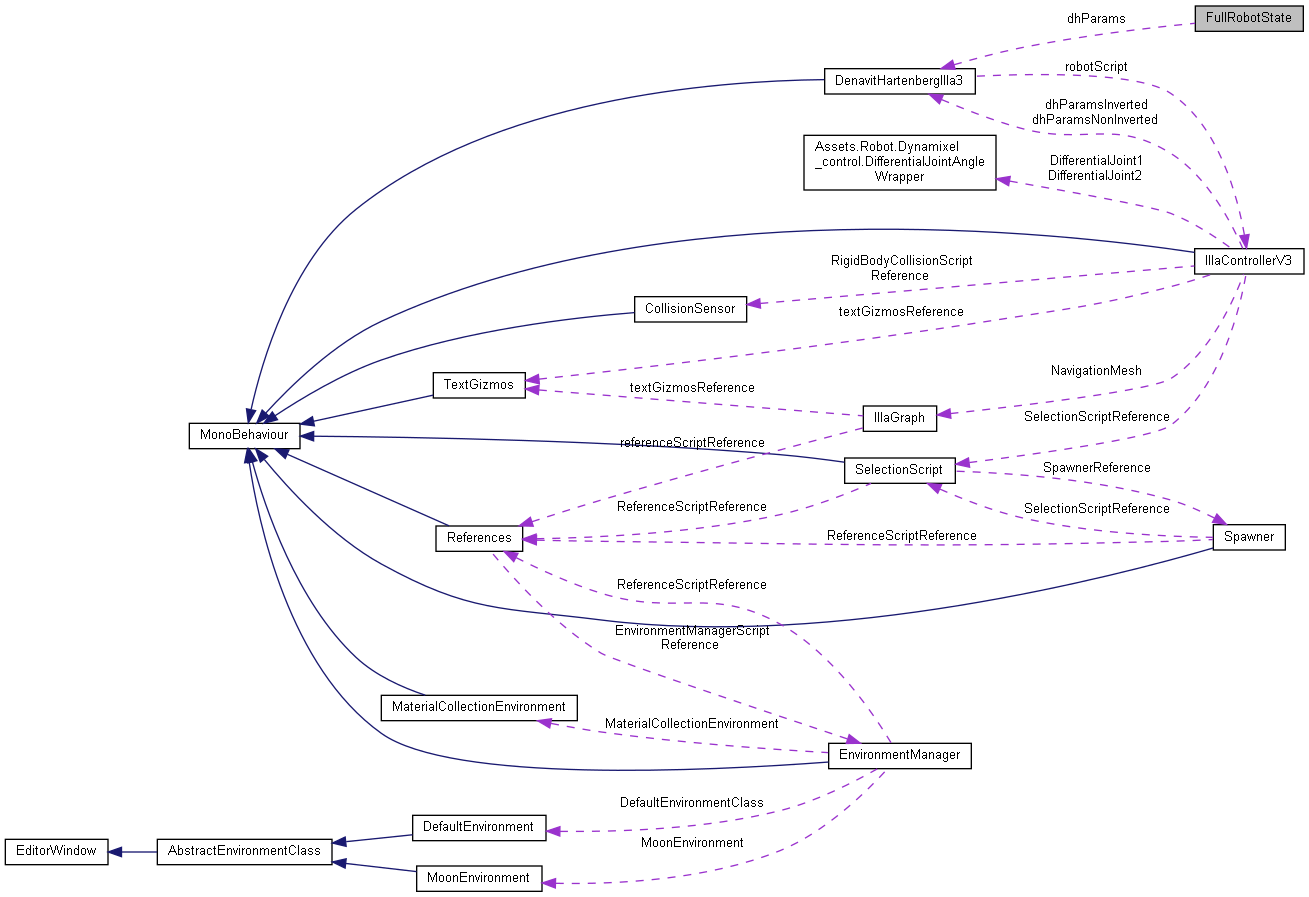 FullRobotState
dhParams
robotScript
DenavitHartenbergIlla3
dhParamsInverted
dhParamsNonInverted
Assets.Robot.Dynamixel
_control.DifferentialJointAngle
Wrapper
DifferentialJoint1
DifferentialJoint2
IllaControllerV3
RigidBodyCollisionScript
Reference
CollisionSensor
textGizmosReference
NavigationMesh
TextGizmos
textGizmosReference
IllaGraph
SelectionScriptReference
MonoBehaviour
referenceScriptReference
SelectionScript
SpawnerReference
ReferenceScriptReference
SelectionScriptReference
References
ReferenceScriptReference
Spawner
ReferenceScriptReference
EnvironmentManagerScript
Reference
MaterialCollectionEnvironment
MaterialCollectionEnvironment
EnvironmentManager
DefaultEnvironmentClass
DefaultEnvironment
MoonEnvironment
EditorWindow
AbstractEnvironmentClass
MoonEnvironment